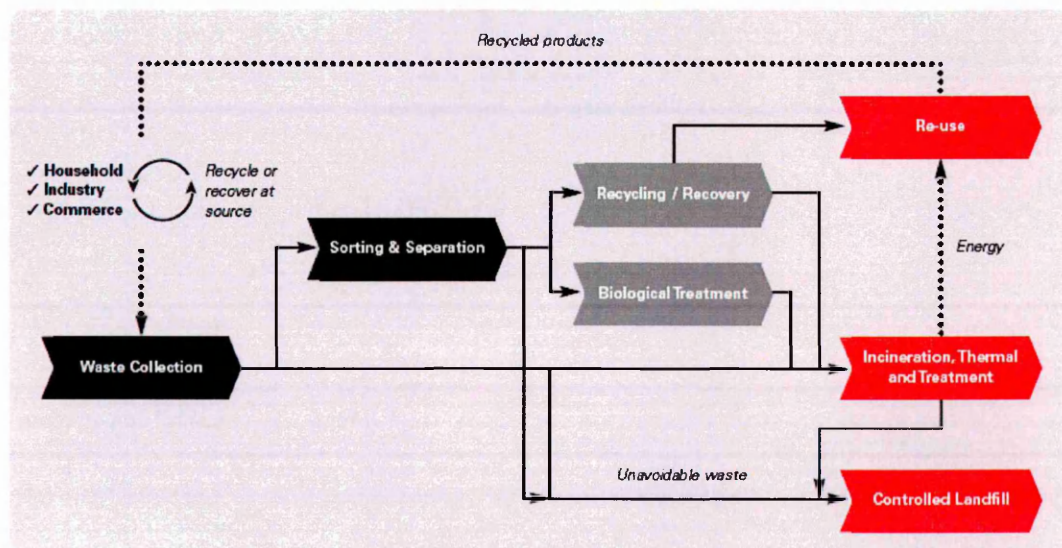 Recycled products
Re-use
✓ Household
✓ Industry
✓ Commerce
Recycle or
recover at
source
Recycling / Recovery
Sorting & Separation
Energy
Biological Treatment
Waste Collection
Incineration, Thermal
and Treatment
Unavoidable waste
Controlled Landfill